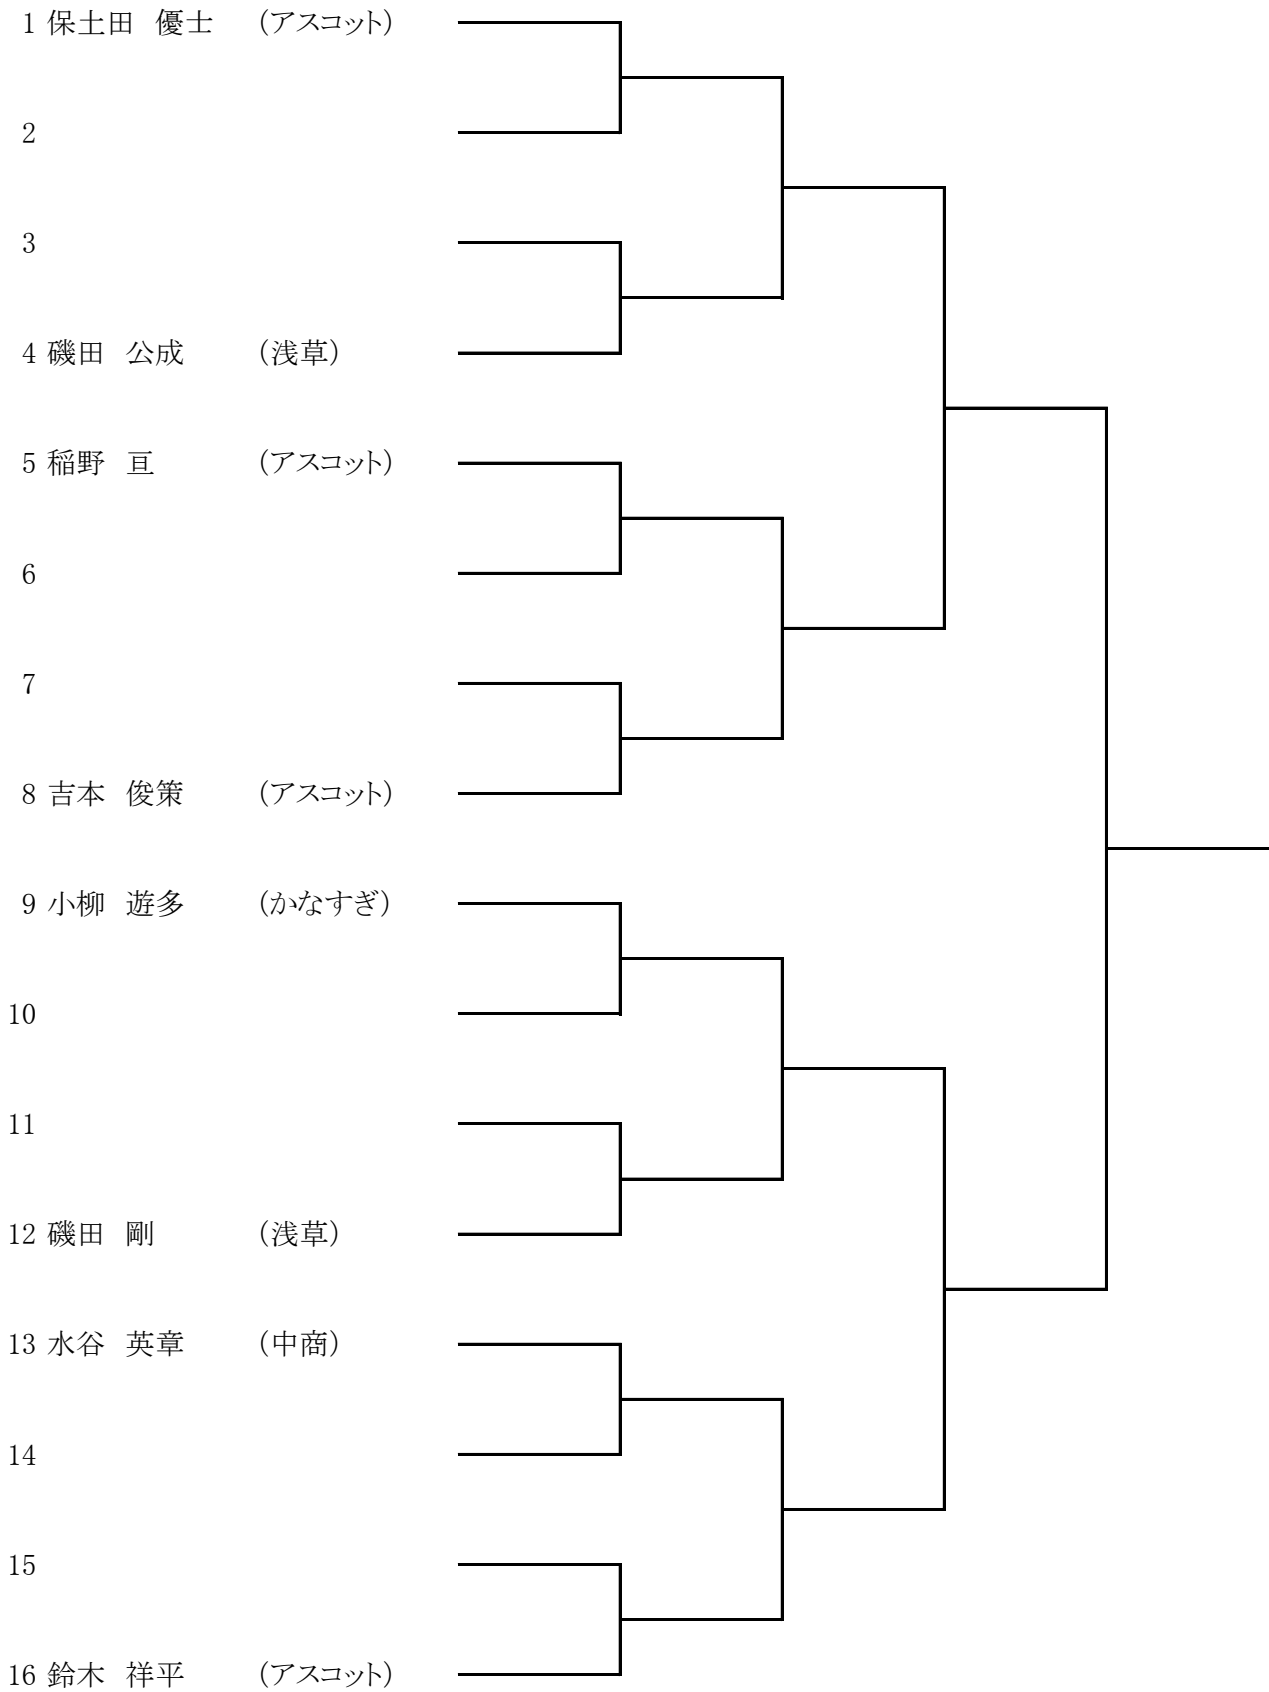 1 保土田 優士 (アスコット)
2
3
4 磯田 公成 (浅草)
5 稲野 亘 (アスコット)
6
7
8 吉本 俊策 (アスコット)
9 小柳 遊多 (かなすぎ)
10
11
12 磯田 剛 (浅草)
13 水谷 英章 (中商)
14
15
16 鈴木 祥平 (アスコット)